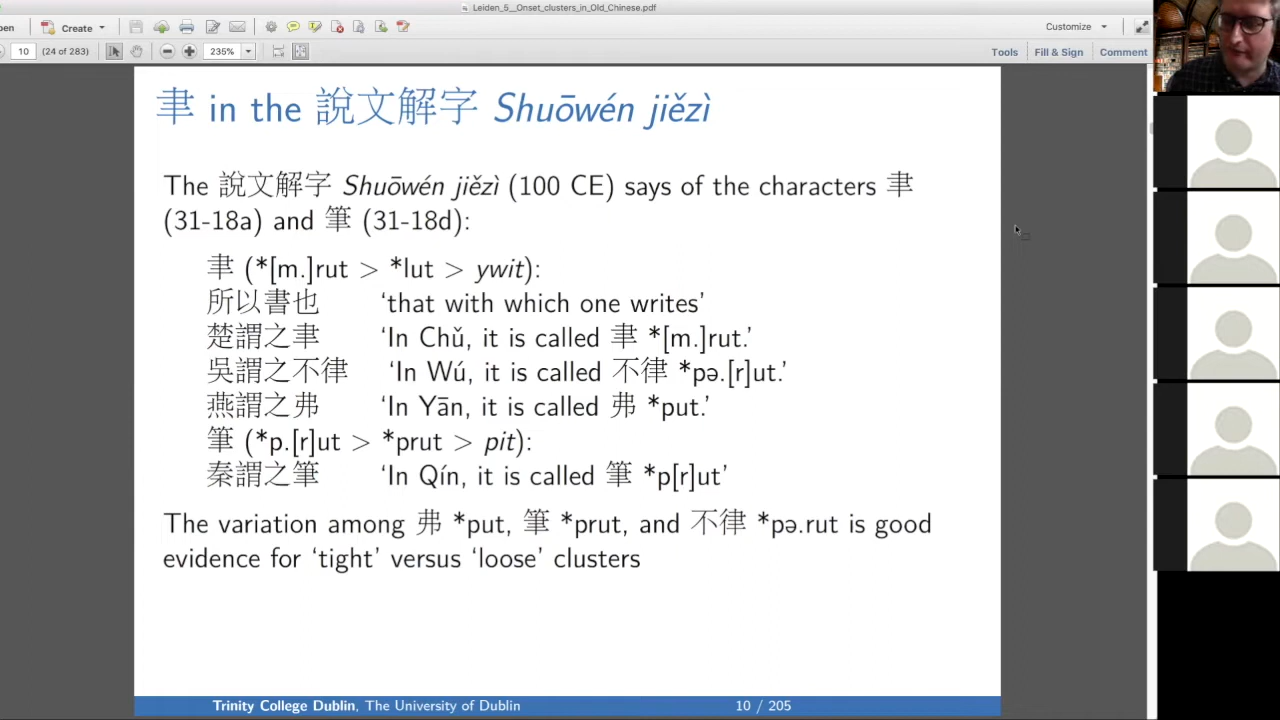 Leiden_5__Onset_clusters_in_Old_Chinese.pdf
Create
Customize
10 (24 of 283) 235% Tools Fill & Sign Comment
聿 in the 說文解字 Shuōwén jiězì
The 說文解字 Shuōwén jiězì (100 CE) says of the characters 聿
(31-18a) and 筆 (31-18d):
聿 (*[m.]rut > *lut > ywit):
所以書也 ‘that with which one writes’
楚謂之聿 ‘In Chǔ, it is called 聿 *[m.]rut.’
吳謂之不律 ‘In Wú, it is called 不律 *pə.[r]ut.’
燕謂之弗 ‘In Yān, it is called 弗 *put.’
筆 (*p.[r]ut > *prut > pit):
秦謂之筆 ‘In Qín, it is called 筆 *p[r]ut’
The variation among 弗 *put, 筆 *prut, and 不律 *pə.rut is good
evidence for ‘tight’ versus ‘loose’ clusters
Trinity College Dublin, The University of Dublin 10 / 205